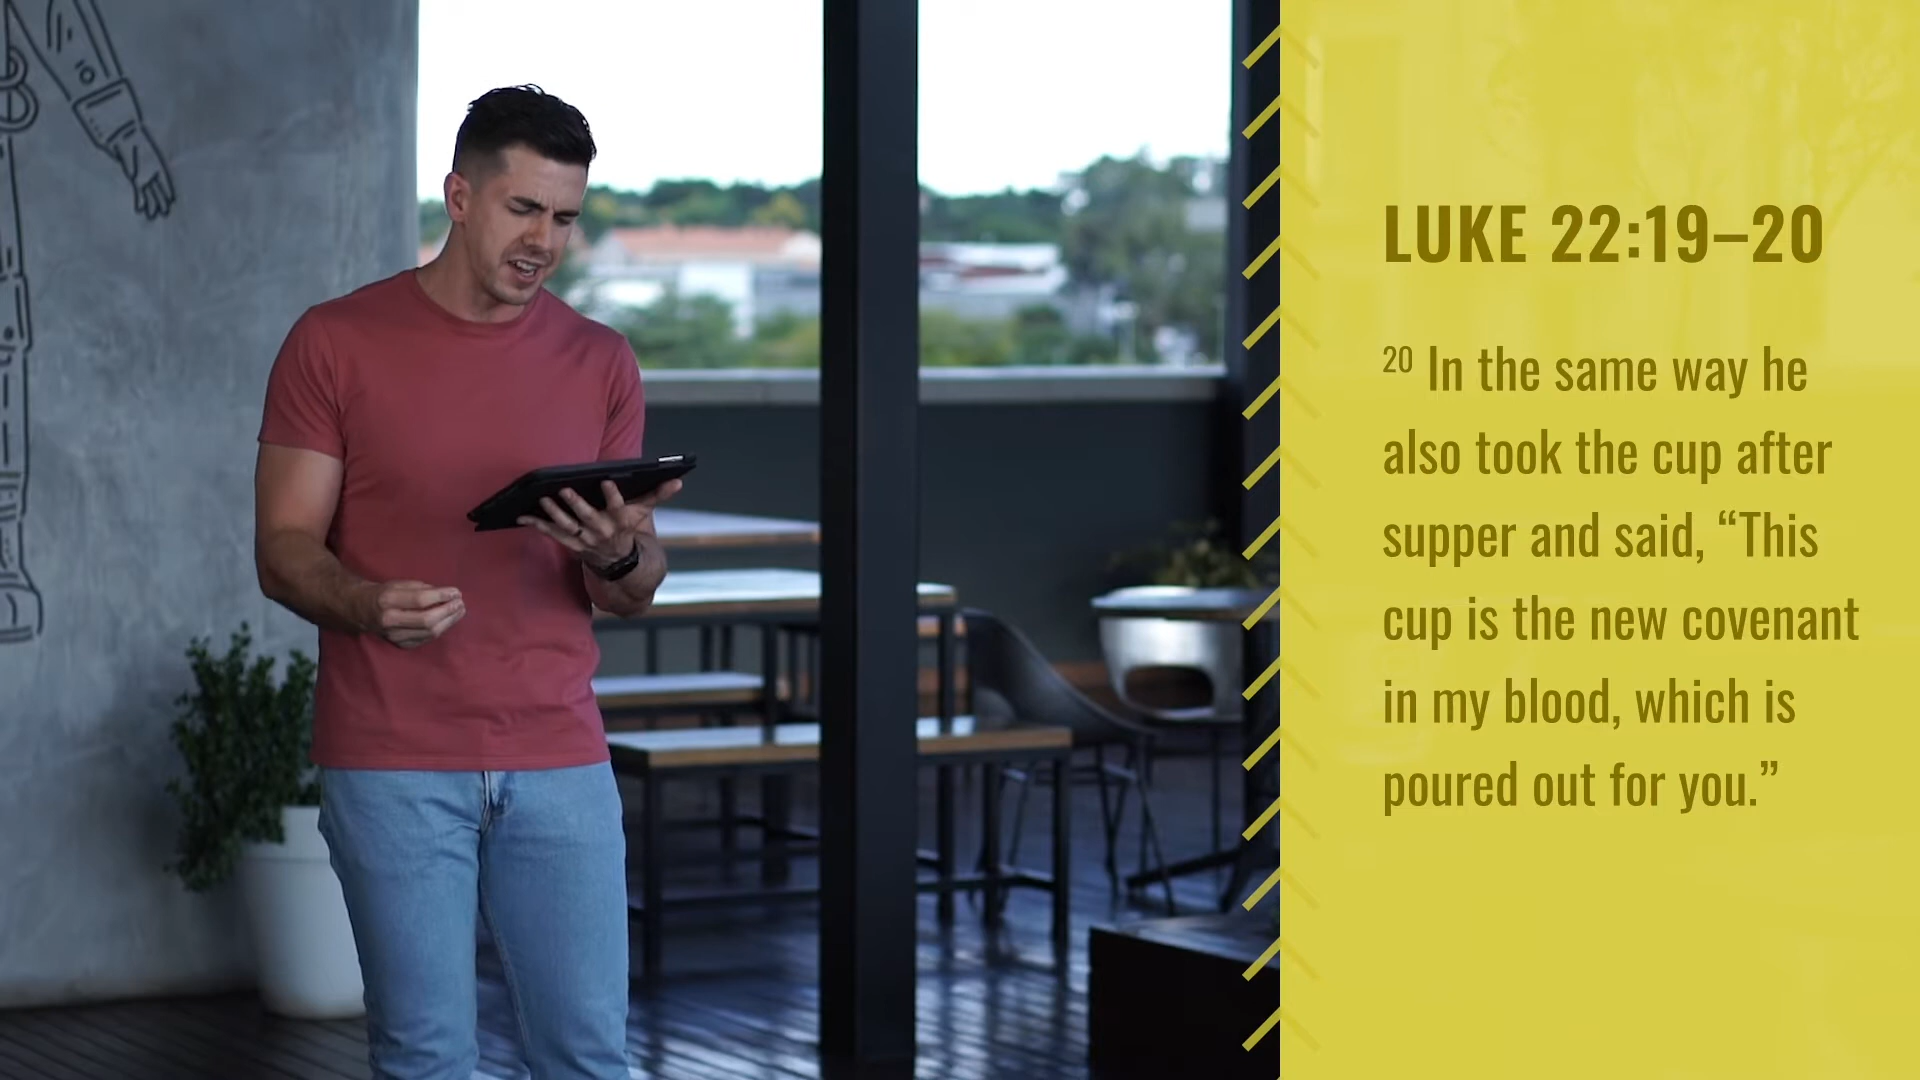 LUKE 22:19–20
20 In the same way he
also took the cup after
supper and said, “This
cup is the new covenant
in my blood, which is
poured out for you.”